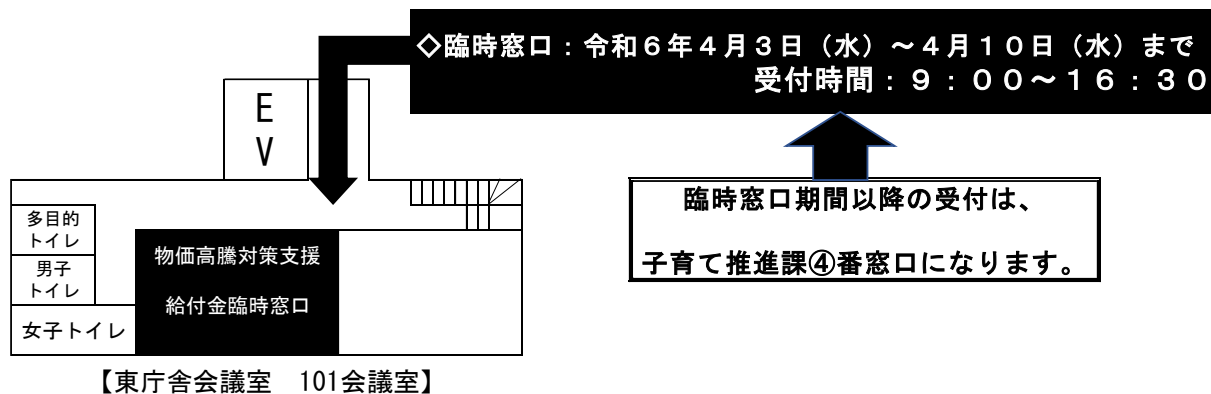 ◇臨時窓口：令和６年４月３日（水）～４月１０日（水）まで
受付時間：９：００～１６：３０
E
V
臨時窓口期間以降の受付は、
子育て推進課④番窓口になります。
多目的
トイレ
男子
トイレ
女子トイレ
物価高騰対策支援
給付金臨時窓口
【東庁舎会議室　101会議室】